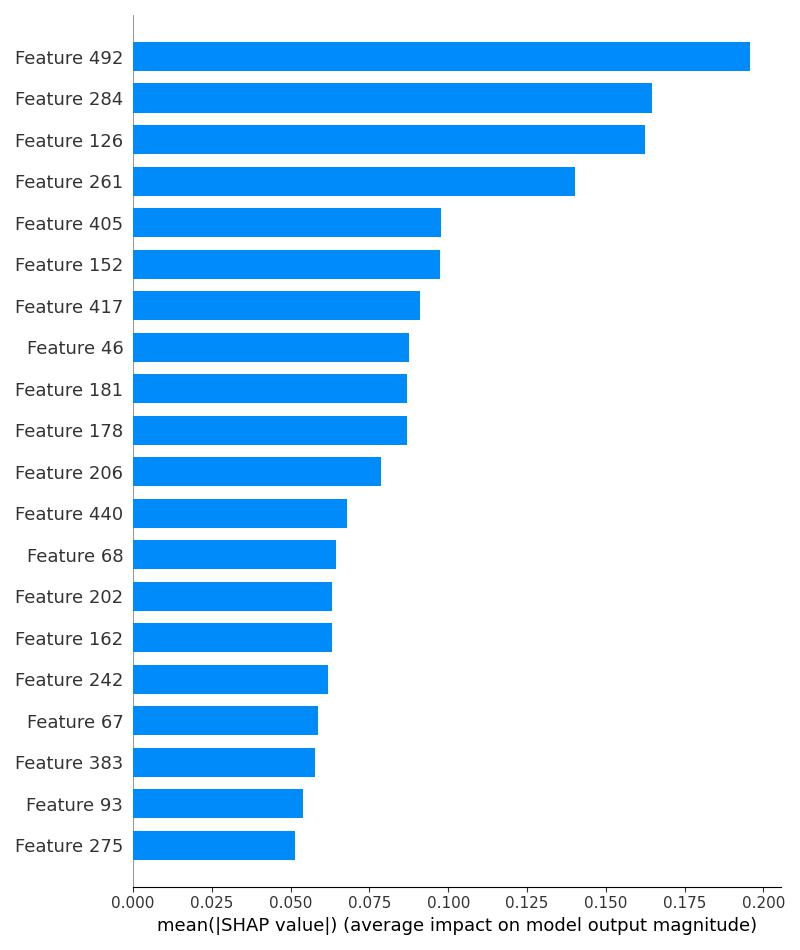 Feature 492
Feature 284
Feature 126
Feature 261
Feature 405
Feature 152
Feature 417
Feature 46
Feature 181
Feature 178
Feature 206
Feature 440
Feature 68
Feature 202
Feature 162
Feature 242
Feature 67
Feature 383
Feature 93
Feature 275
0.000 0.025 0.050 0.075 0.100 0.125 0.150 0.175 0.200
mean(|SHAP value|) (average impact on model output magnitude)